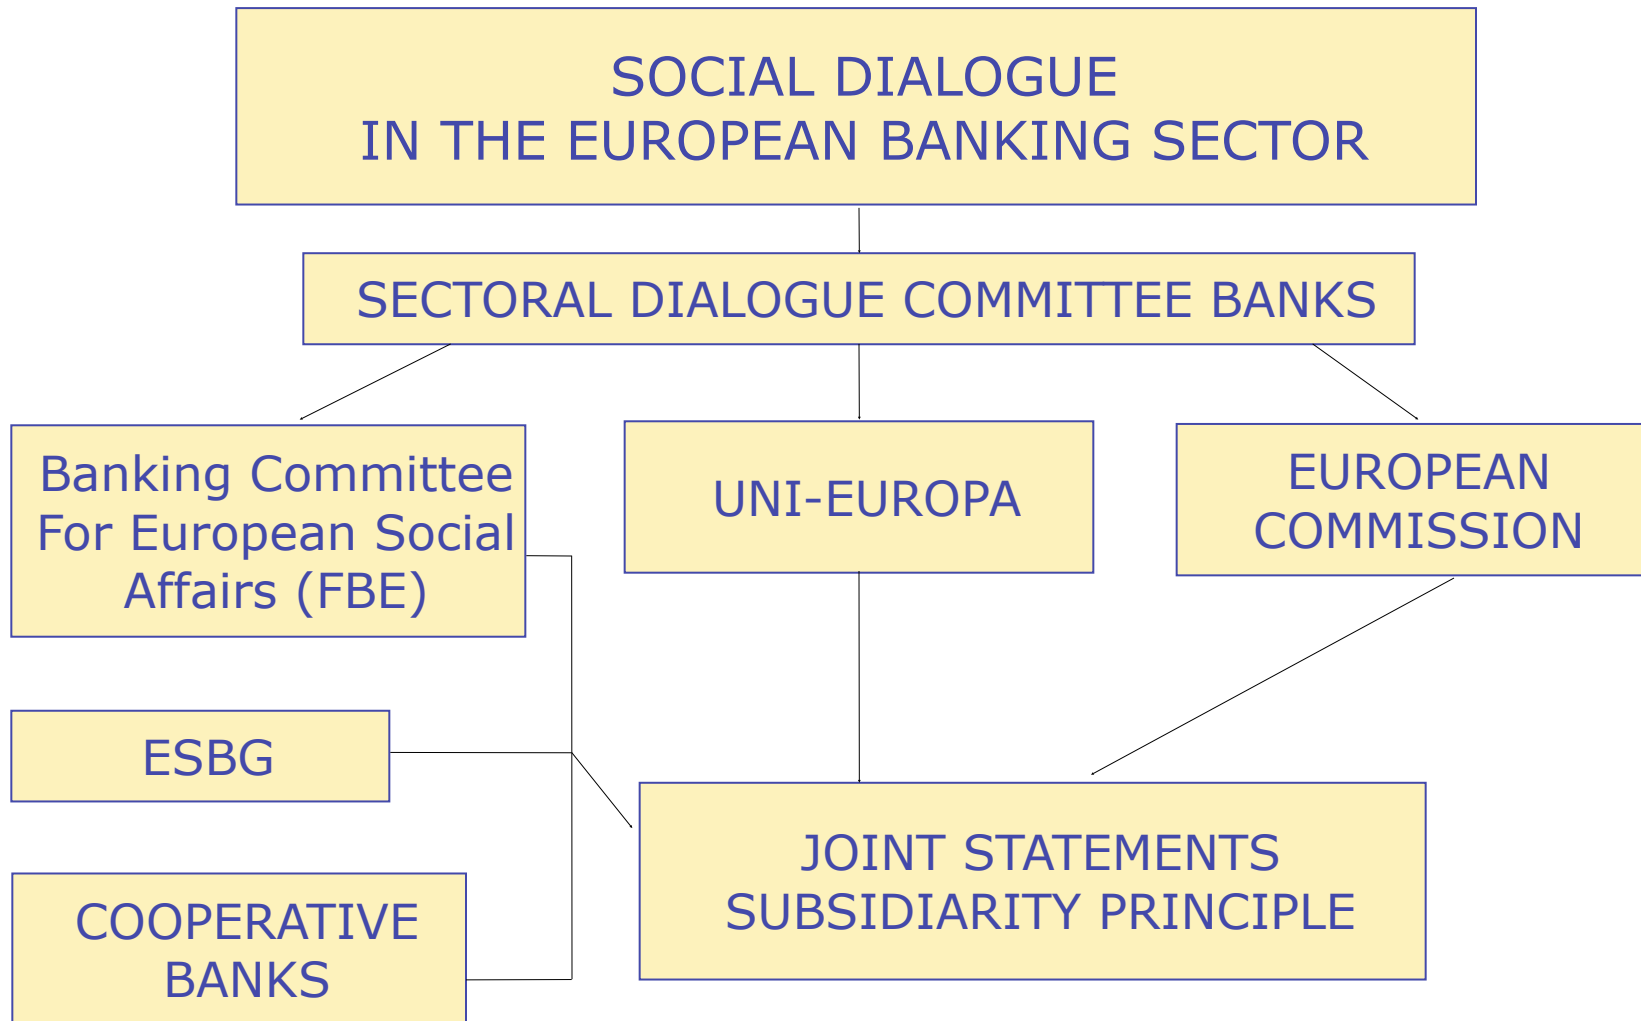 SOCIAL DIALOGUE
IN THE EUROPEAN BANKING SECTOR
SECTORAL DIALOGUE COMMITTEE BANKS
Banking Committee
For European Social
Affairs (FBE)
UNI-EUROPA
EUROPEAN
COMMISSION
ESBG
COOPERATIVE
BANKS
JOINT STATEMENTS
SUBSIDIARITY PRINCIPLE